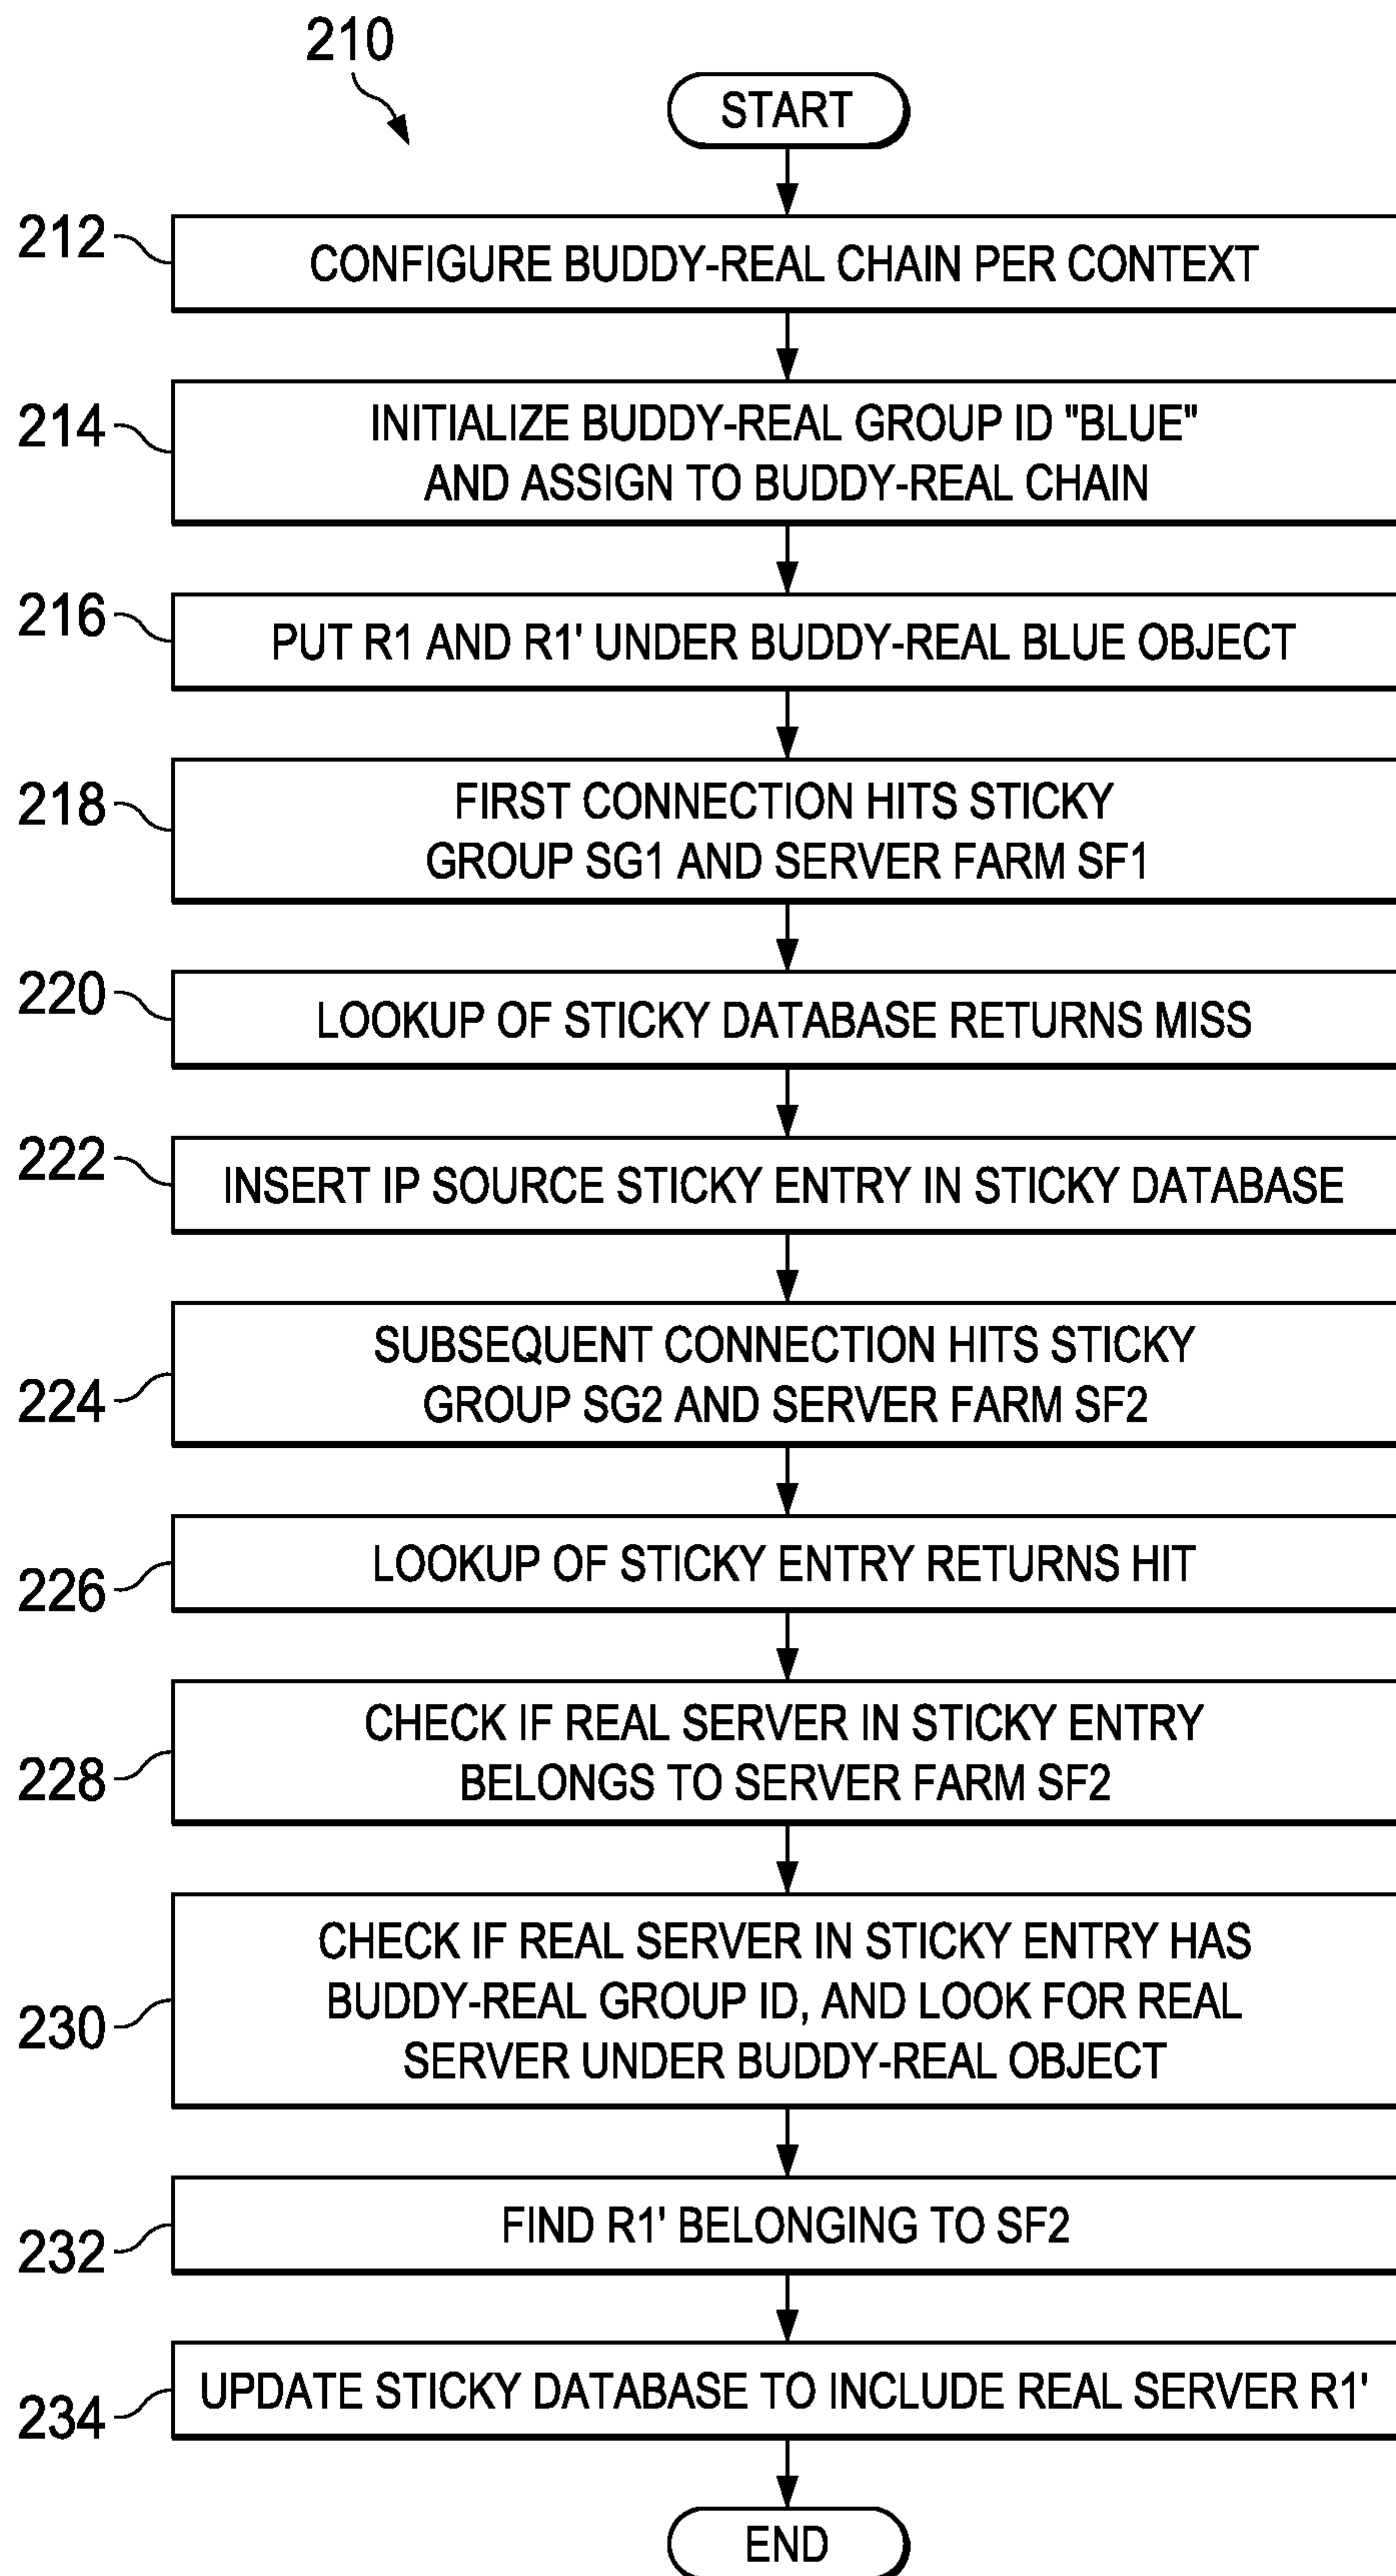 210
START
212
CONFIGURE BUDDY-REAL CHAIN PER CONTEXT
214
INITIALIZE BUDDY-REAL GROUP ID "BLUE"
AND ASSIGN TO BUDDY-REAL CHAIN
216
PUT R1 AND R1' UNDER BUDDY-REAL BLUE OBJECT
218
FIRST CONNECTION HITS STICKY
GROUP SG1 AND SERVER FARM SF1
220
LOOKUP OF STICKY DATABASE RETURNS MISS
222
INSERT IP SOURCE STICKY ENTRY IN STICKY DATABASE
224
SUBSEQUENT CONNECTION HITS STICKY
GROUP SG2 AND SERVER FARM SF2
226
LOOKUP OF STICKY ENTRY RETURNS HIT
228
CHECK IF REAL SERVER IN STICKY ENTRY
BELONGS TO SERVER FARM SF2
230
CHECK IF REAL SERVER IN STICKY ENTRY HAS
BUDDY-REAL GROUP ID, AND LOOK FOR REAL
SERVER UNDER BUDDY-REAL OBJECT
232
FIND R1' BELONGING TO SF2
234
UPDATE STICKY DATABASE TO INCLUDE REAL SERVER R1'
END